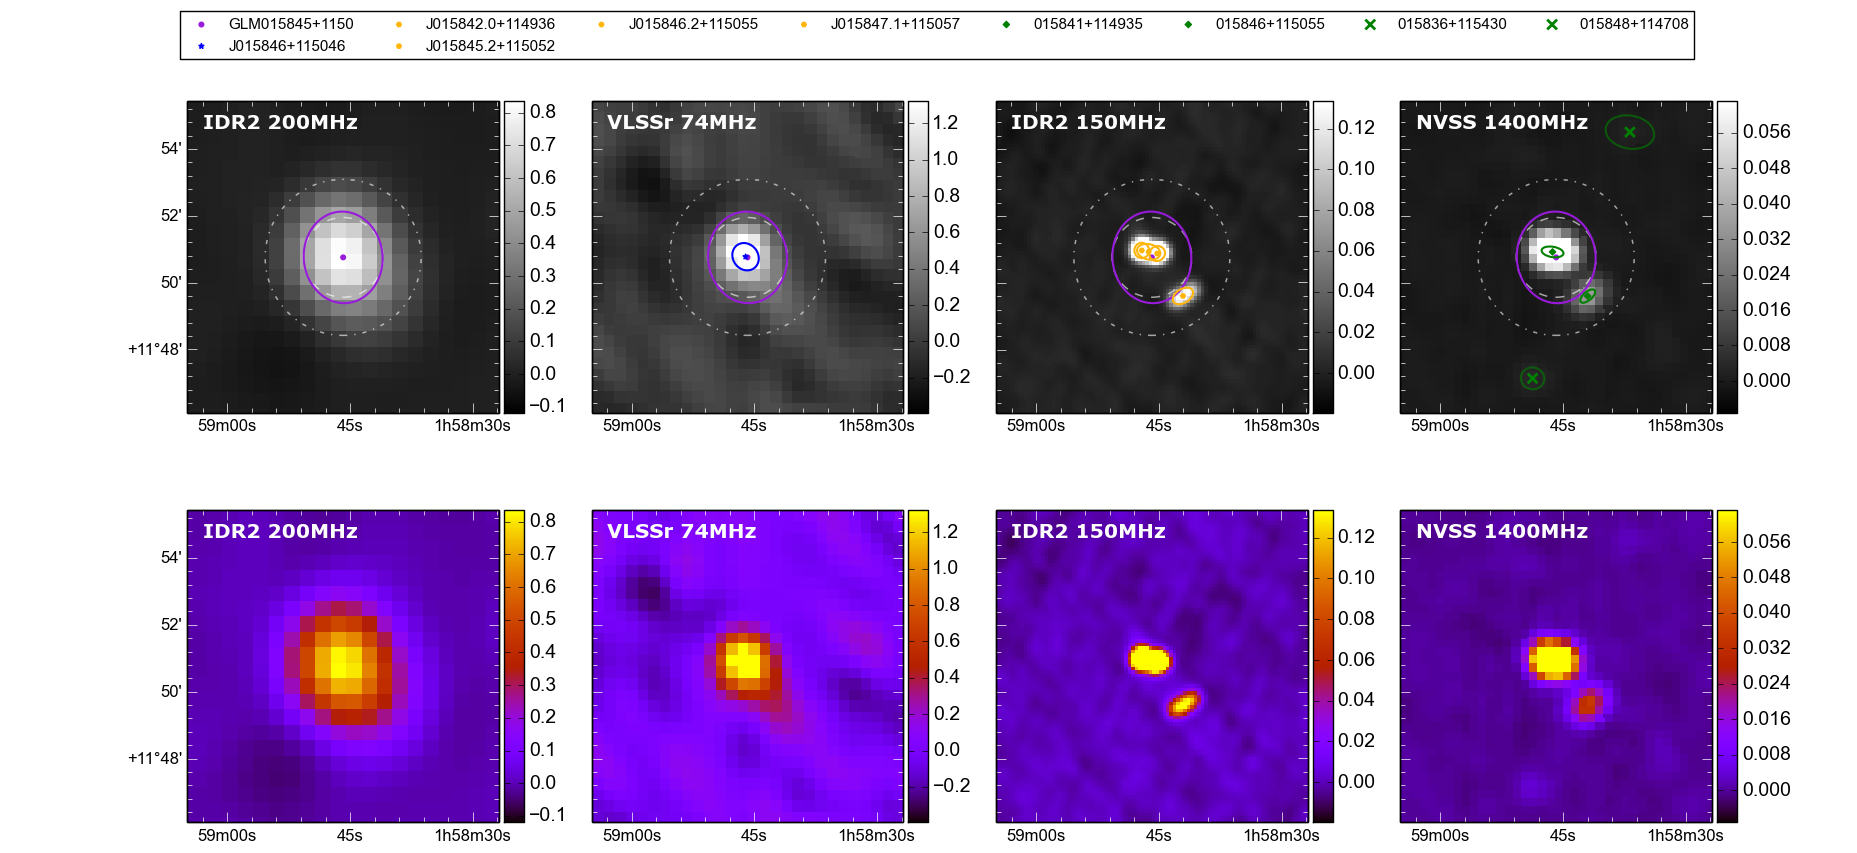 GLM015845+1150 J015842.0+114936 J015846.2+115055 J015847.1+115057 015841+114935 015846+115055 015836+115430 015848+114708
J015846+115046 J015845.2+115052
IDR2 200MHz VLSSr 74MHz IDR2 150MHz NVSS 1400MHz
0.8 1.2 0.12 0.056
54' 0.7 1.0 0.10 0.048
0.6 0.8 0.08 0.040
52' 0.5 0.6 0.06 0.032
0.4 0.4 0.04 0.024
50' 0.3 0.2 0.02 0.016
0.2 0.0 0.00 0.008
+11°48' 0.1 −0.2 0.000
0.0
−0.1
59m00s 45s 1h58m30s 59m00s 45s 1h58m30s 59m00s 45s 1h58m30s 59m00s 45s 1h58m30s
IDR2 200MHz VLSSr 74MHz IDR2 150MHz NVSS 1400MHz
0.8 1.2 0.12 0.056
54' 0.7 1.0 0.10 0.048
0.6 0.8 0.08 0.040
52' 0.5 0.6 0.06 0.032
0.4 0.4 0.04 0.024
50' 0.3 0.2 0.02 0.016
0.2 0.0 0.00 0.008
+11°48' 0.1 −0.2 0.000
0.0
−0.1
59m00s 45s 1h58m30s 59m00s 45s 1h58m30s 59m00s 45s 1h58m30s 59m00s 45s 1h58m30s